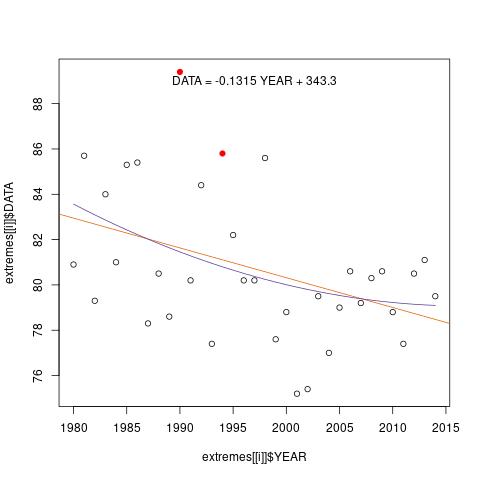 DATA = -0.1315 YEAR + 343.3
88
86
84
82
80
78
76
extremes[[i]]$DATA
1980 1985 1990 1995 2000 2005 2010 2015
extremes[[i]]$YEAR